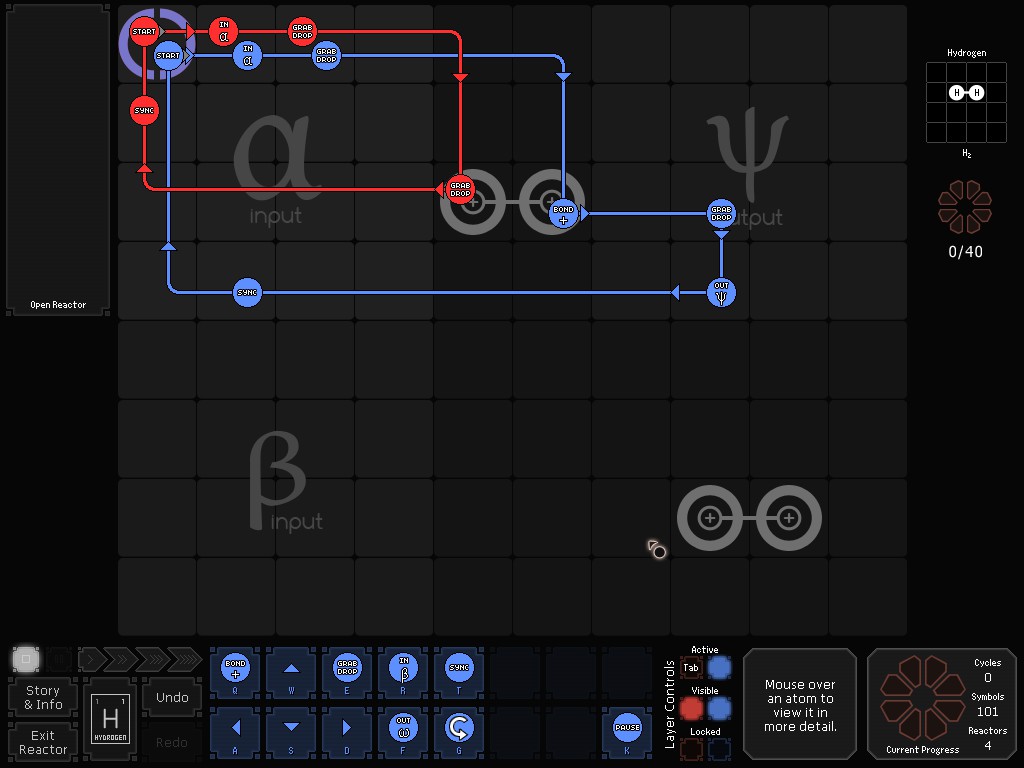 START
IN
α
GRAB
DROP
START
IN
α
GRAB
DROP
SYNC
α
input
ψ
GRAB
DROP
BOND
+
GRAB
DROP
SYNC
OUT
ψ
β
input
Open Reactor
Hydrogen
H H
H₂
0/40
Story
& Info
Exit
Reactor
1 1
H
HYDROGEN
Undo
Redo
BOND
+
Q
W
GRAB
DROP
E
IN
β
R
SYNC
T
A
S
D
OUT
ω
F
G
PAUSE
K
Layer Controls
Active
Tab
Visible
Locked
Mouse over
an atom to
view it in
more detail.
Cycles
0
Symbols
101
Reactors
4
Current Progress